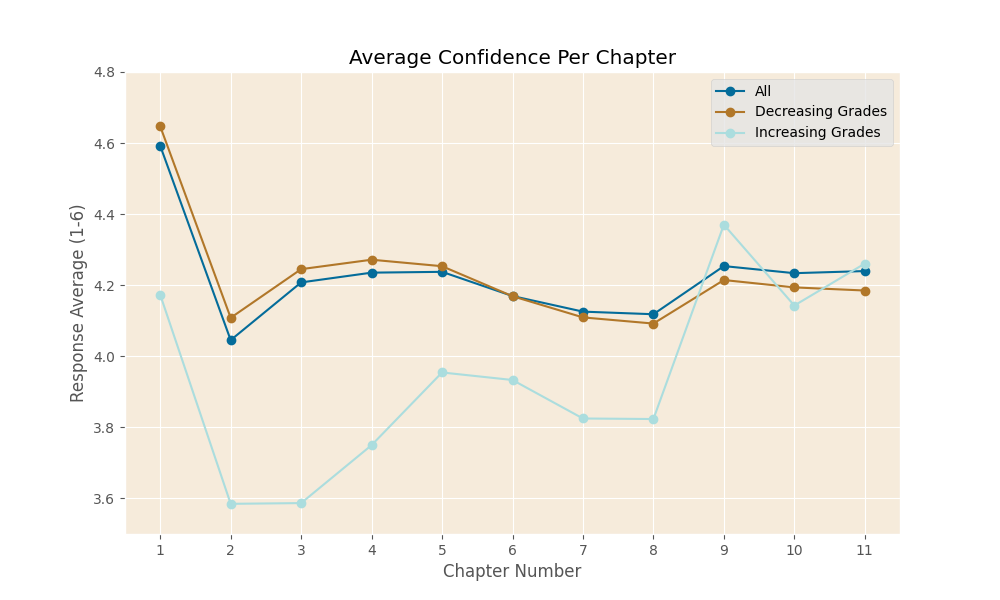 Average Confidence Per Chapter
4.8
4.6
4.4
4.2
4.0
3.8
3.6
Response Average (1-6)
All
Decreasing Grades
Increasing Grades
1 2 3 4 5 6 7 8 9 10 11
Chapter Number